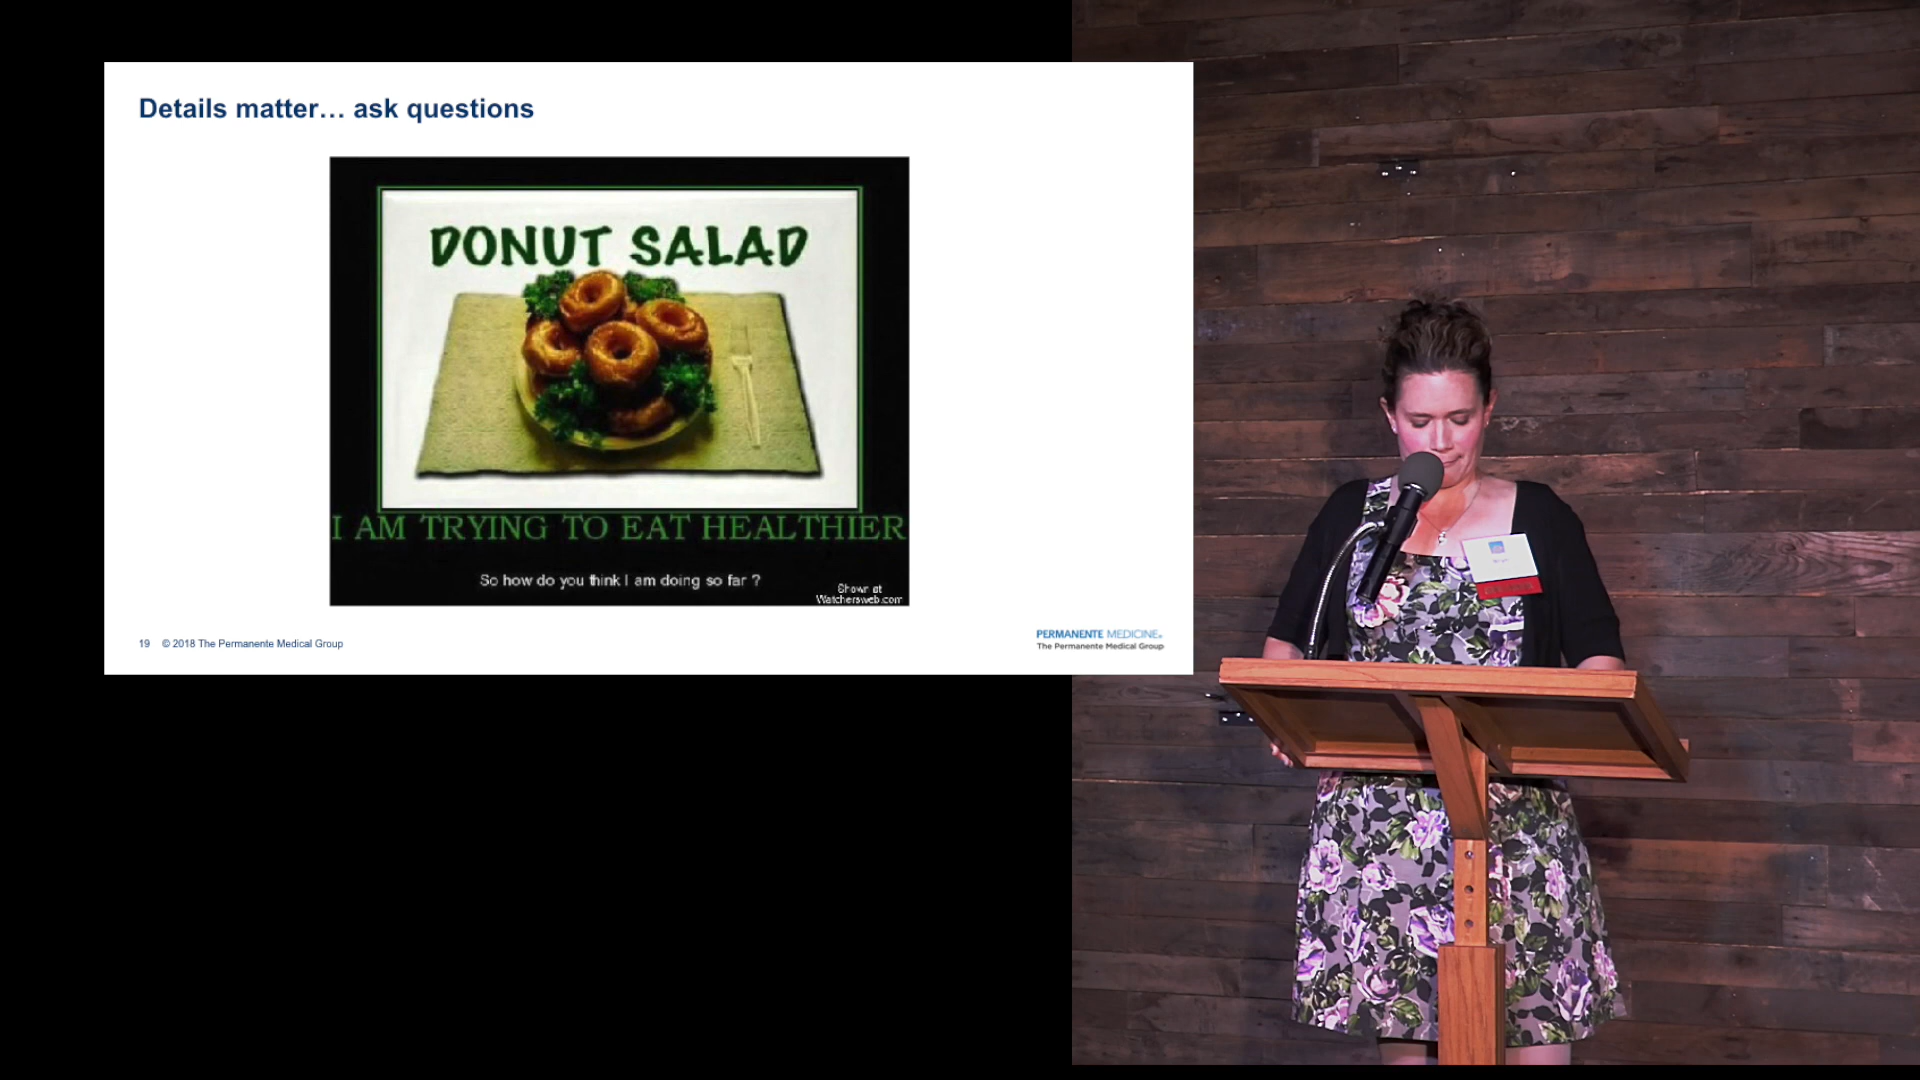 Details matter… ask questions
DONUT SALAD
I AM TRYING TO EAT HEALTHIER
So how do you think I am doing so far ?
Shown at
Watchersweb.com
19 © 2018 The Permanente Medical Group
PERMANENTE MEDICINE®
The Permanente Medical Group